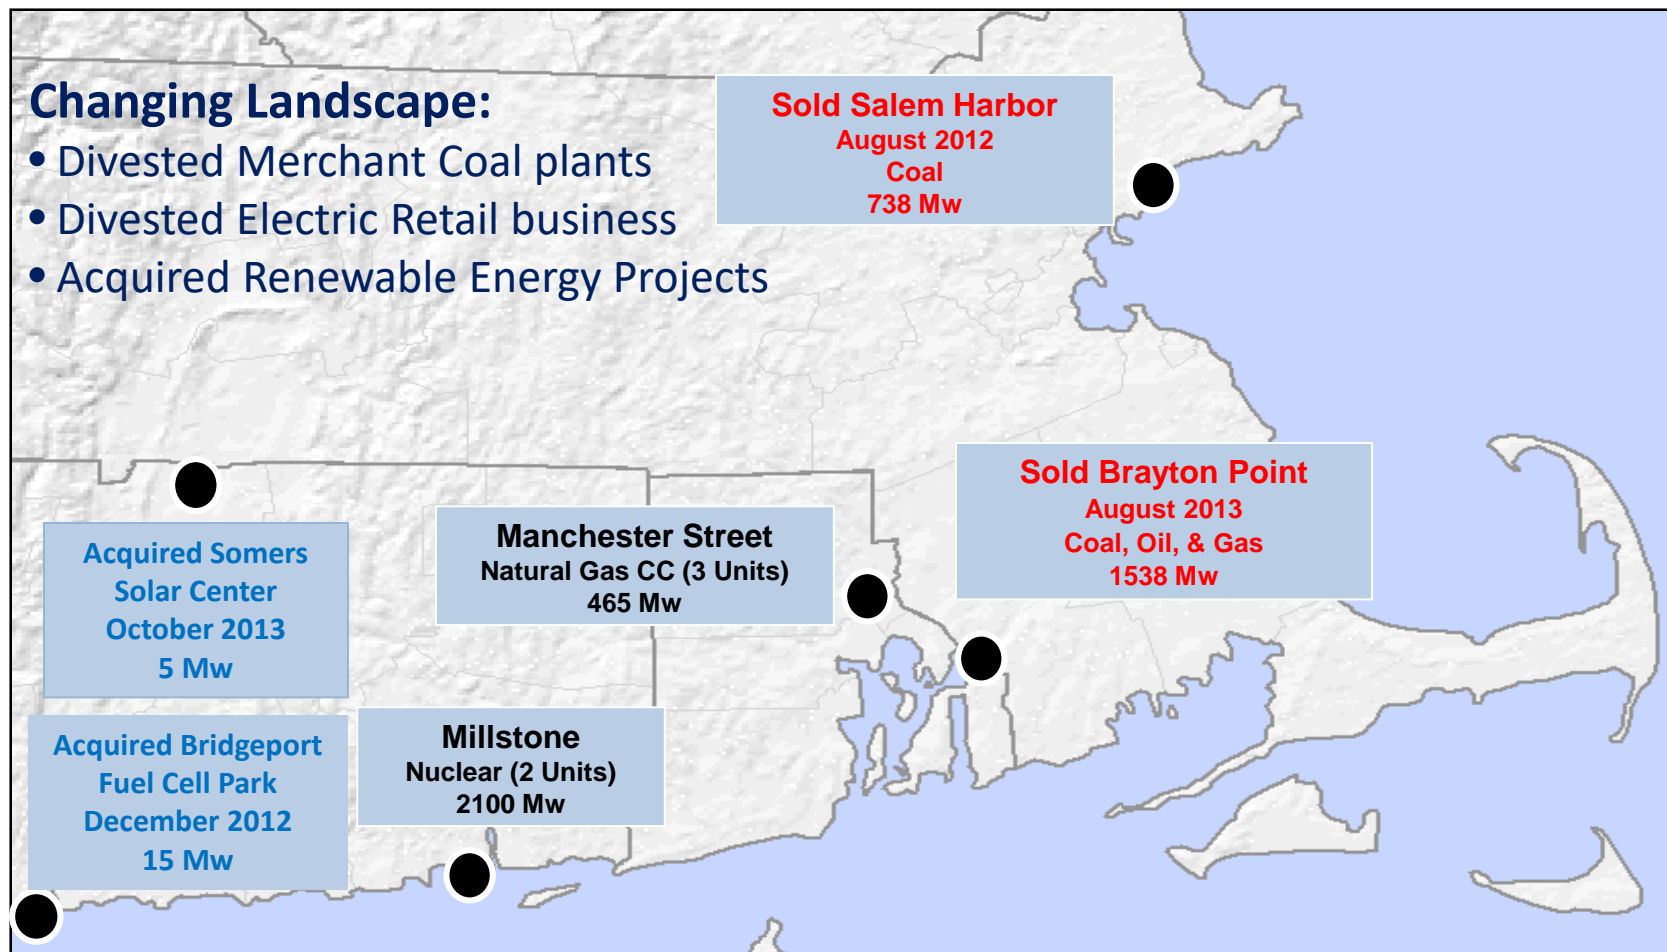 Changing Landscape:
• Divested Merchant Coal plants
• Divested Electric Retail business
• Acquired Renewable Energy Projects
Sold Salem Harbor
August 2012
Coal
738 Mw
Sold Brayton Point
August 2013
Coal, Oil, & Gas
1538 Mw
Manchester Street
Natural Gas CC (3 Units)
465 Mw
Acquired Somers
Solar Center
October 2013
5 Mw
Millstone
Nuclear (2 Units)
2100 Mw
Acquired Bridgeport
Fuel Cell Park
December 2012
15 Mw